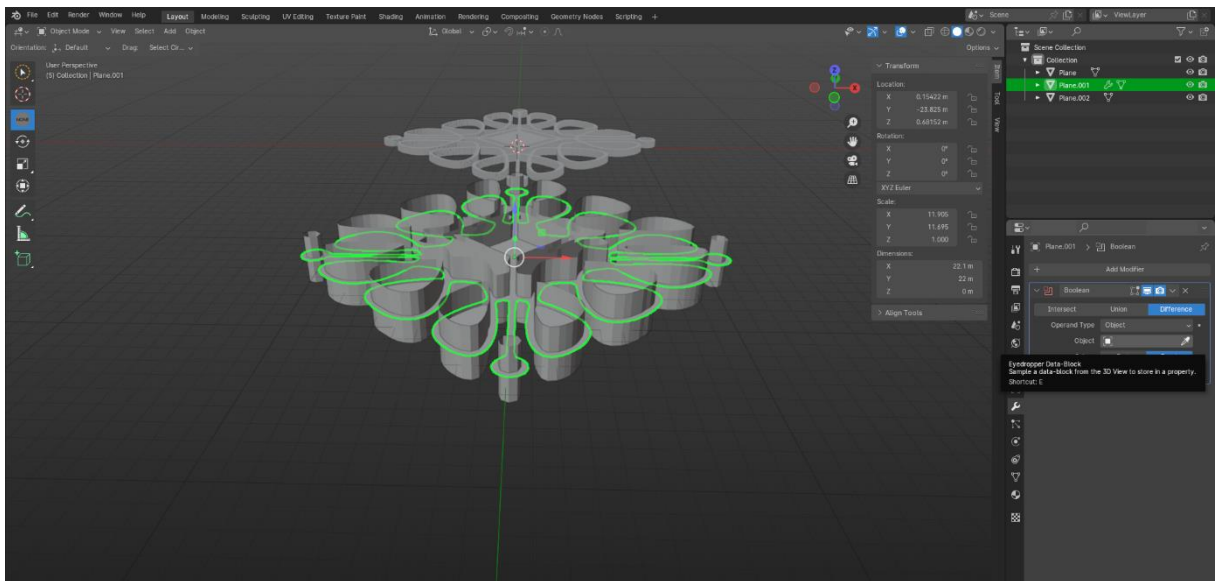 File Edit Render Window Help Layout Modeling Sculpting UV Editing Texture Paint Shading Animation Rendering Compositing Geometry Nodes Scripting + Scene ViewLayer
Object Mode View Select Add Object Global
Orientation: Default Drag: Select Cir... Options
User Perspective
(5) Collection | Plane.001
Z
X
Item
Tool
View
Transform
Location:
X 0.15422 m
Y -23.825 m
Z 0.68152 m
Rotation:
X 0°
Y 0°
Z 0°
XYZ Euler
Scale:
X 11.905
Y 11.695
Z 1.000
Dimensions:
X 22.1 m
Y 22 m
Z 0 m
Align Tools
Scene Collection
Collection
Plane
Plane.001
Plane.002
Plane.001 > Boolean
+ Add Modifier
Boolean
Intersect Union Difference
Operand Type Object
Object
Eyedropper Data-Block
Sample a data-block from the 3D View to store in a property.
Shortcut: E